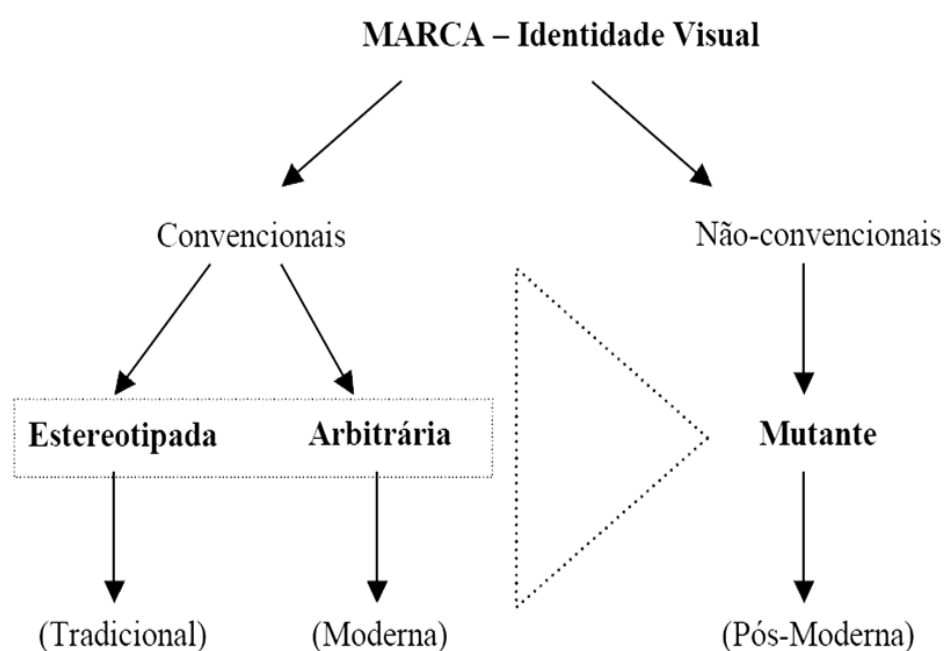 MARCA – Identidade Visual
Convencionais
Não-convencionais
Estereotipada
Arbitrária
Mutante
(Tradicional)
(Moderna)
(Pós-Moderna)